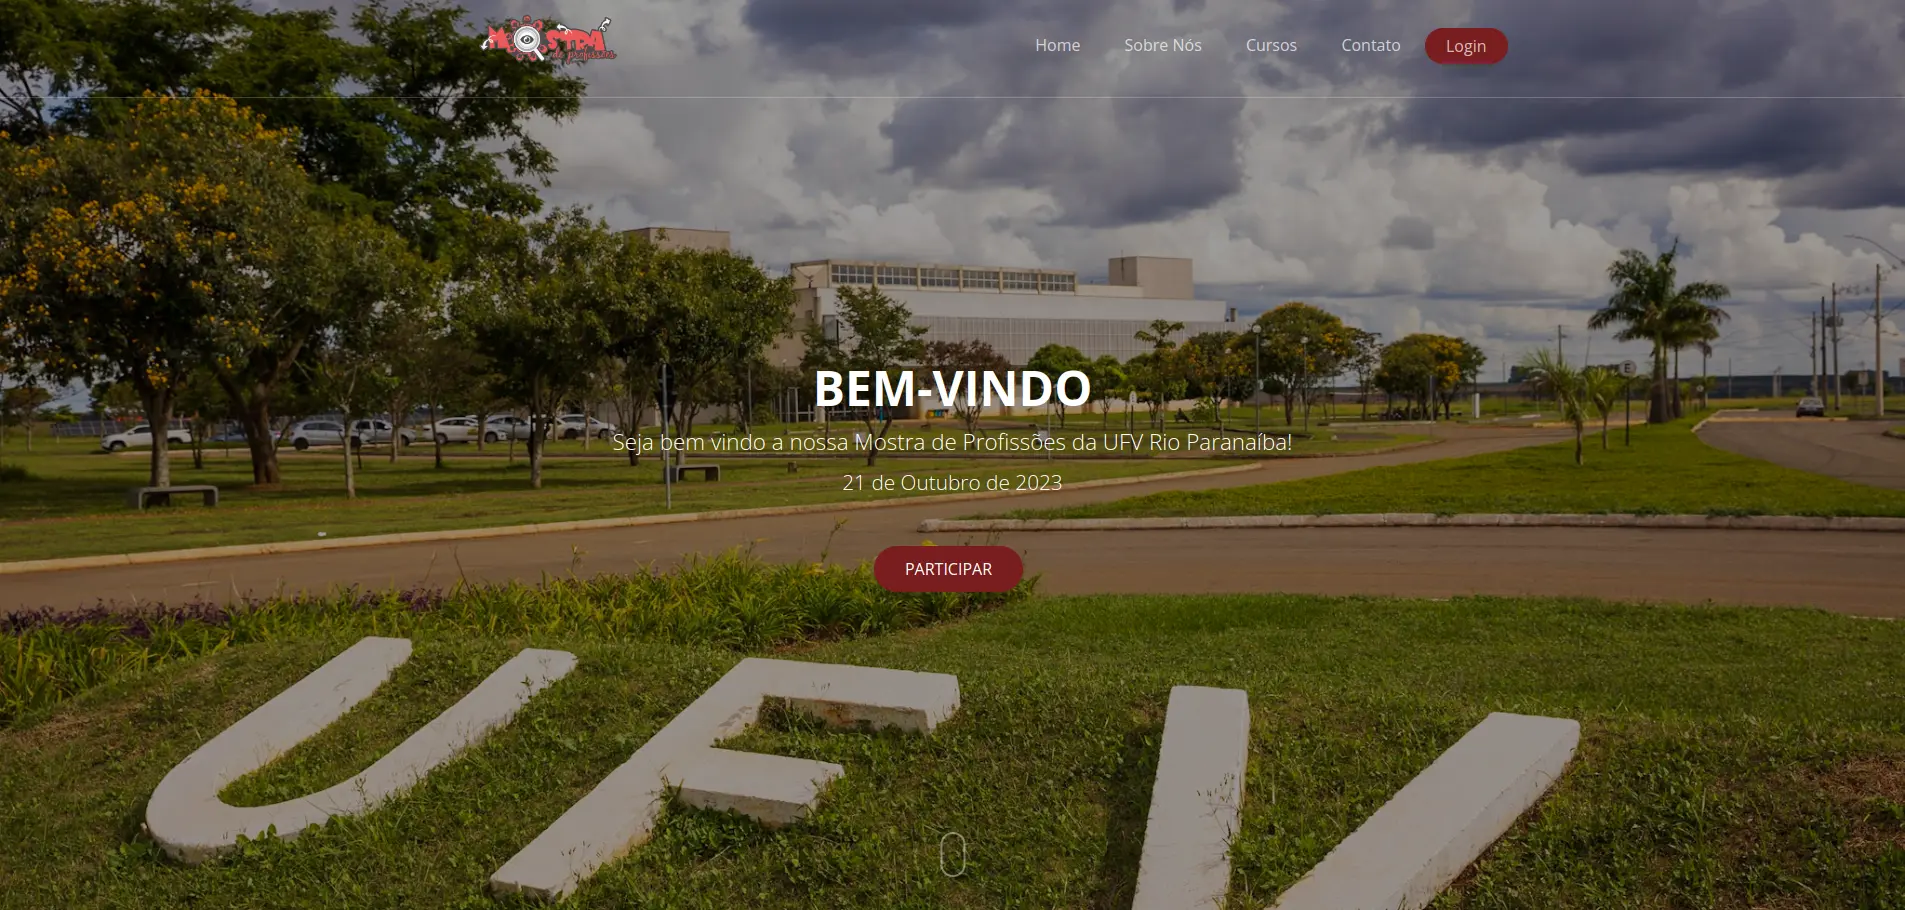 MOSTRA
de profissões
Home
Sobre Nós
Cursos
Contato
Login
E
BEM-VINDO
Seja bem vindo a nossa Mostra de Profissões da UFV Rio Paranaíba!
21 de Outubro de 2023
PARTICIPAR
UFV